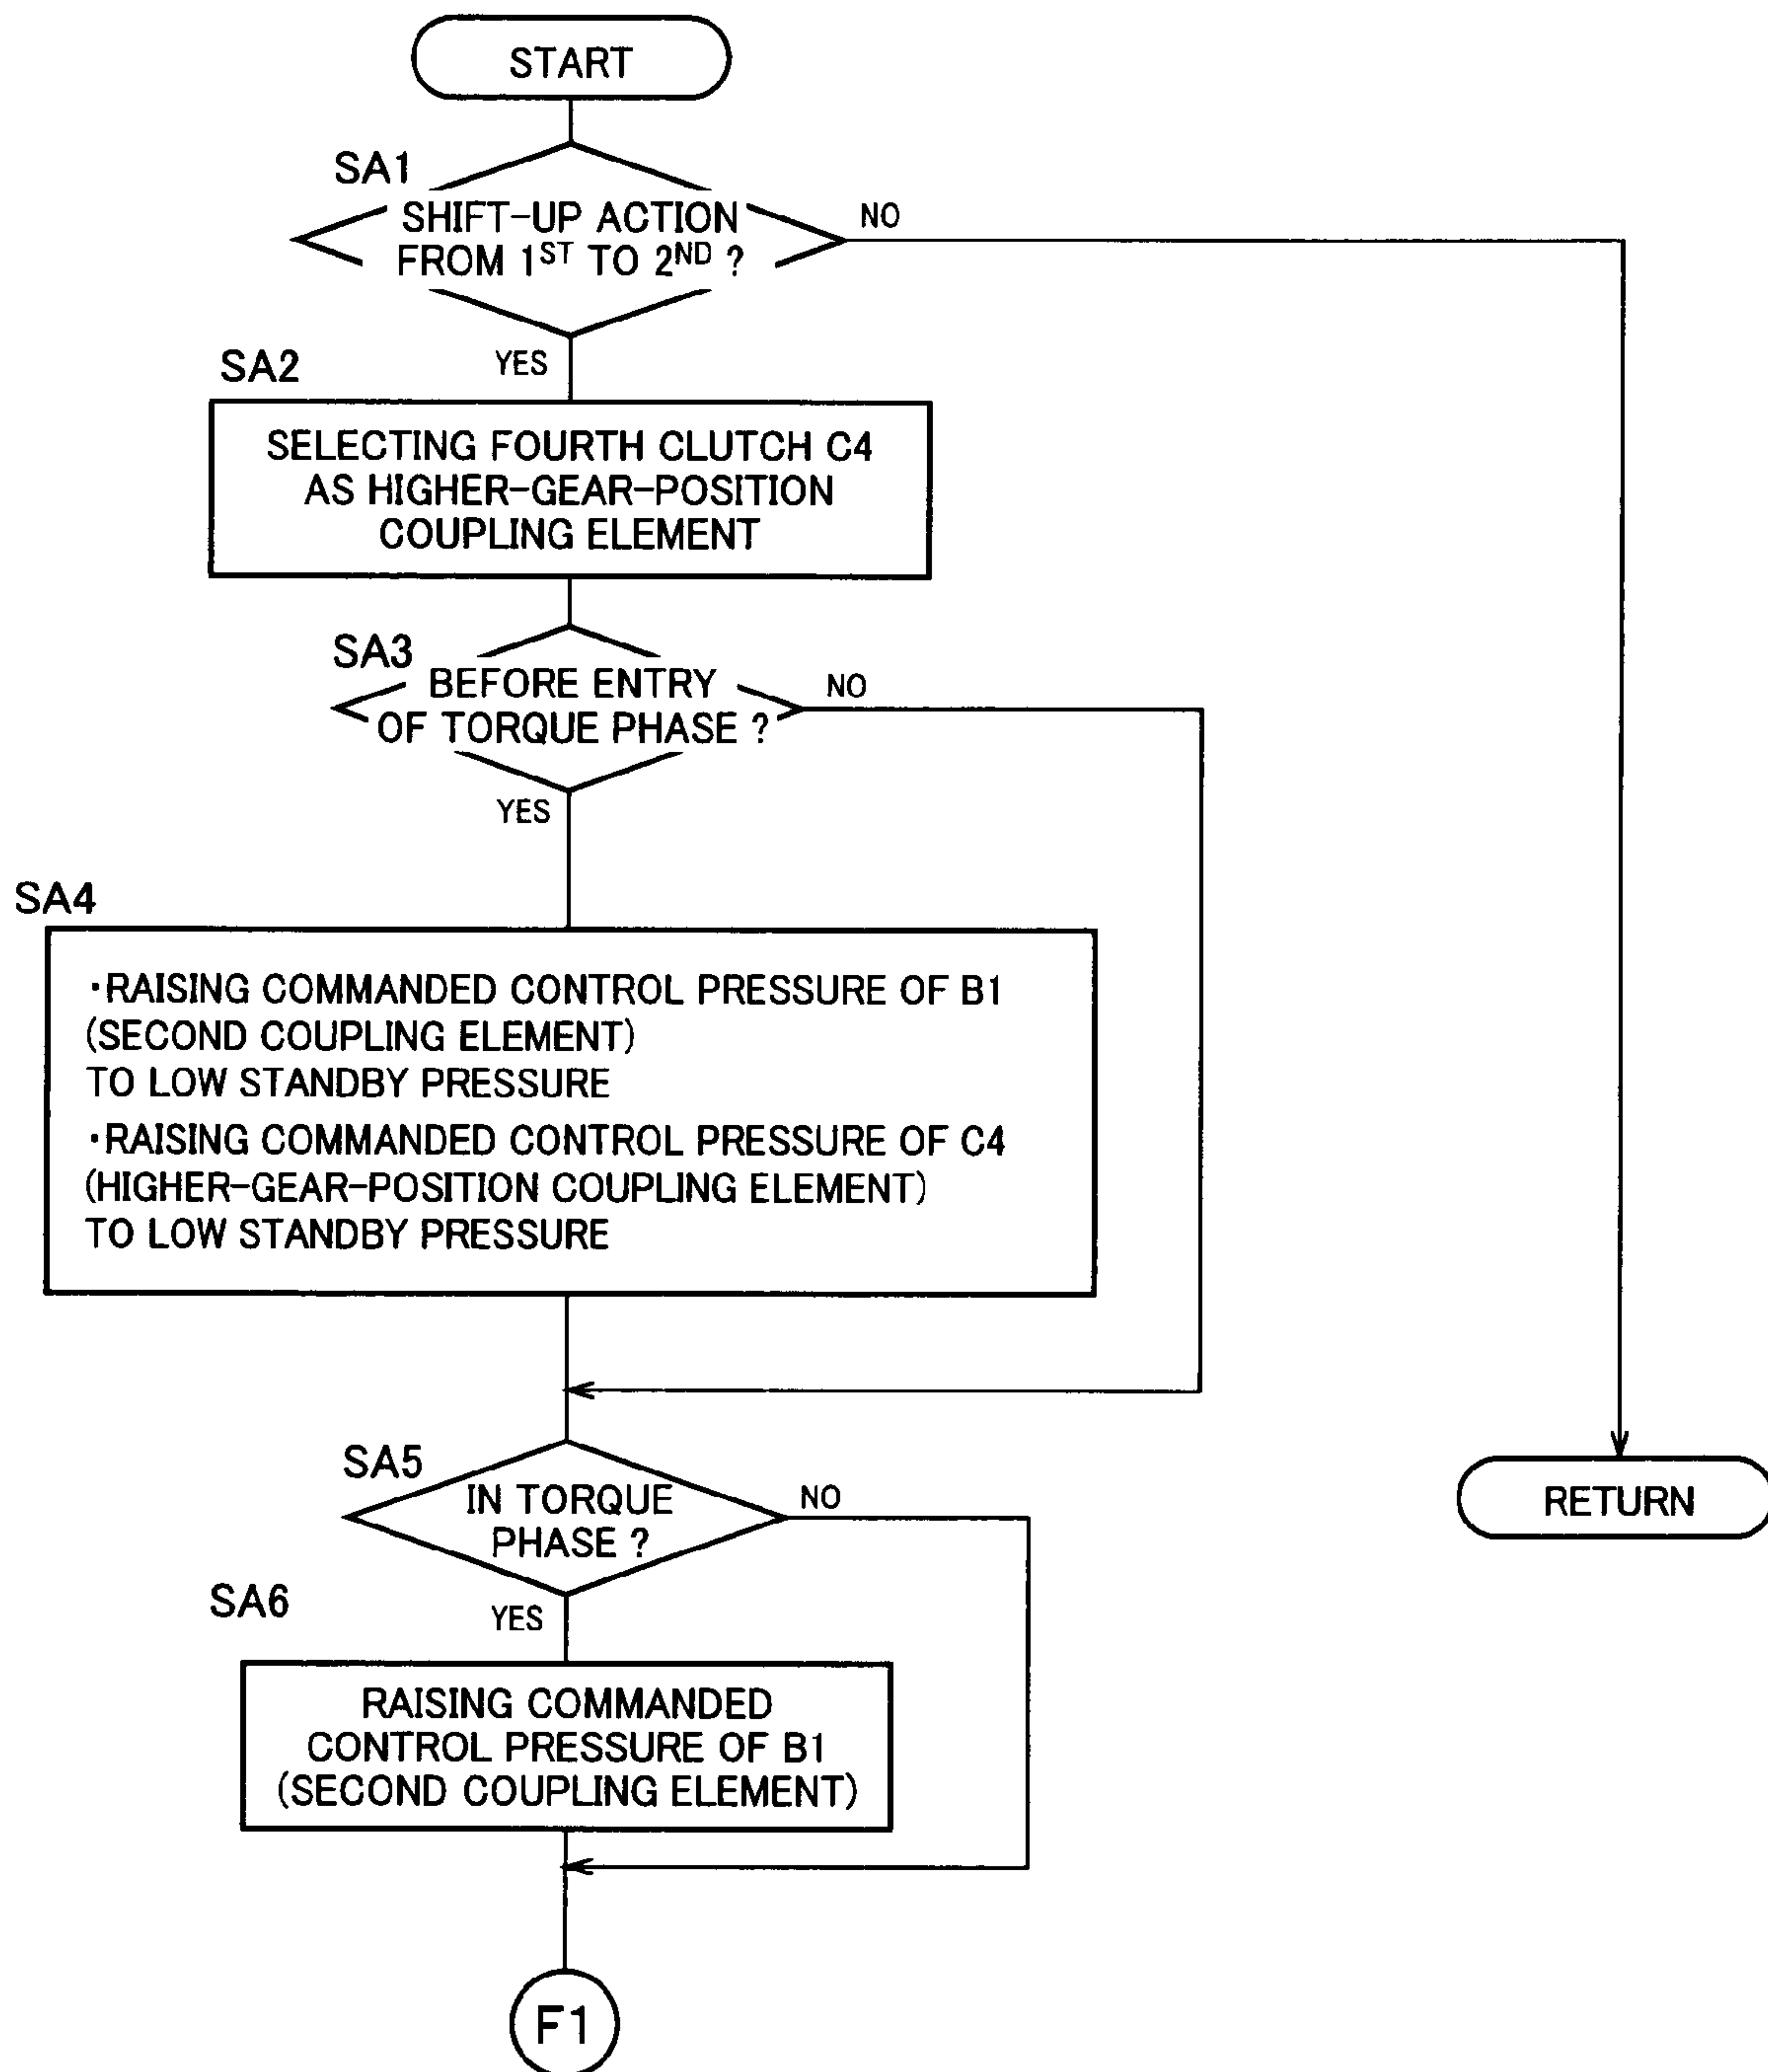 START
SA1
SHIFT-UP ACTION
FROM 1ST TO 2ND ?
NO
YES
SA2
SELECTING FOURTH CLUTCH C4
AS HIGHER-GEAR-POSITION
COUPLING ELEMENT
SA3
BEFORE ENTRY
OF TORQUE PHASE ?
NO
YES
SA4
・RAISING COMMANDED CONTROL PRESSURE OF B1
(SECOND COUPLING ELEMENT)
TO LOW STANDBY PRESSURE
・RAISING COMMANDED CONTROL PRESSURE OF C4
(HIGHER-GEAR-POSITION COUPLING ELEMENT)
TO LOW STANDBY PRESSURE
SA5
IN TORQUE
PHASE ?
NO
RETURN
YES
SA6
RAISING COMMANDED
CONTROL PRESSURE OF B1
(SECOND COUPLING ELEMENT)
F1